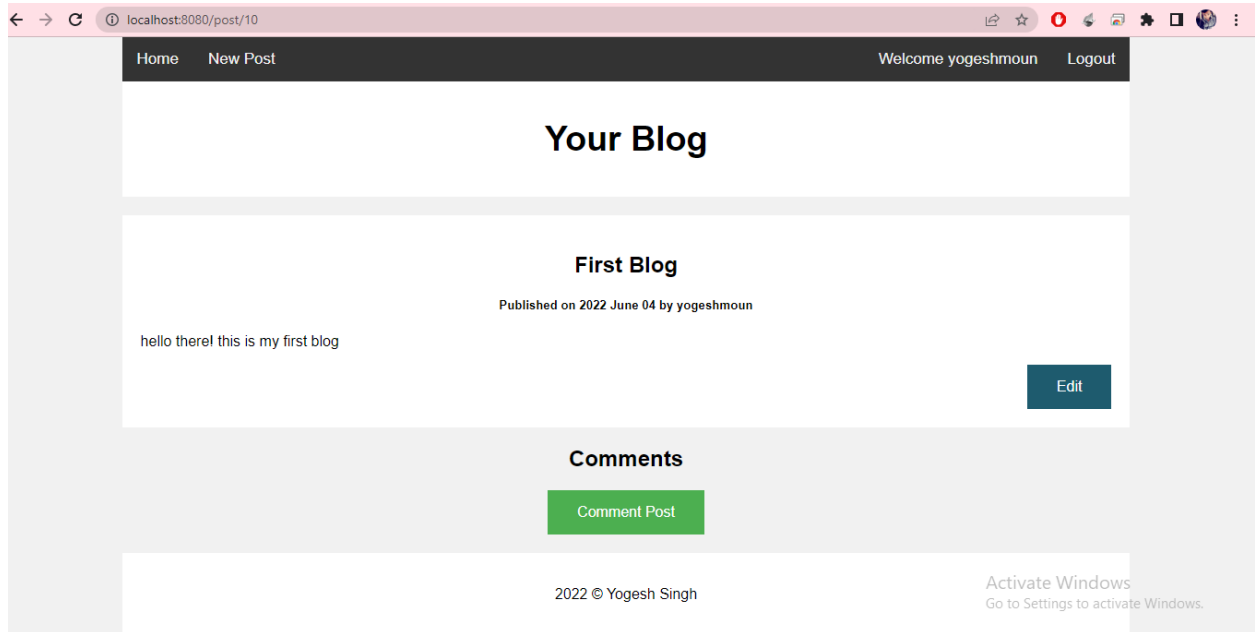 localhost:8080/post/10
Home New Post Welcome yogeshmoun Logout
Your Blog
First Blog
Published on 2022 June 04 by yogeshmoun
hello there! this is my first blog
Edit
Comments
Comment Post
2022 © Yogesh Singh
Activate Windows
Go to Settings to activate Windows.